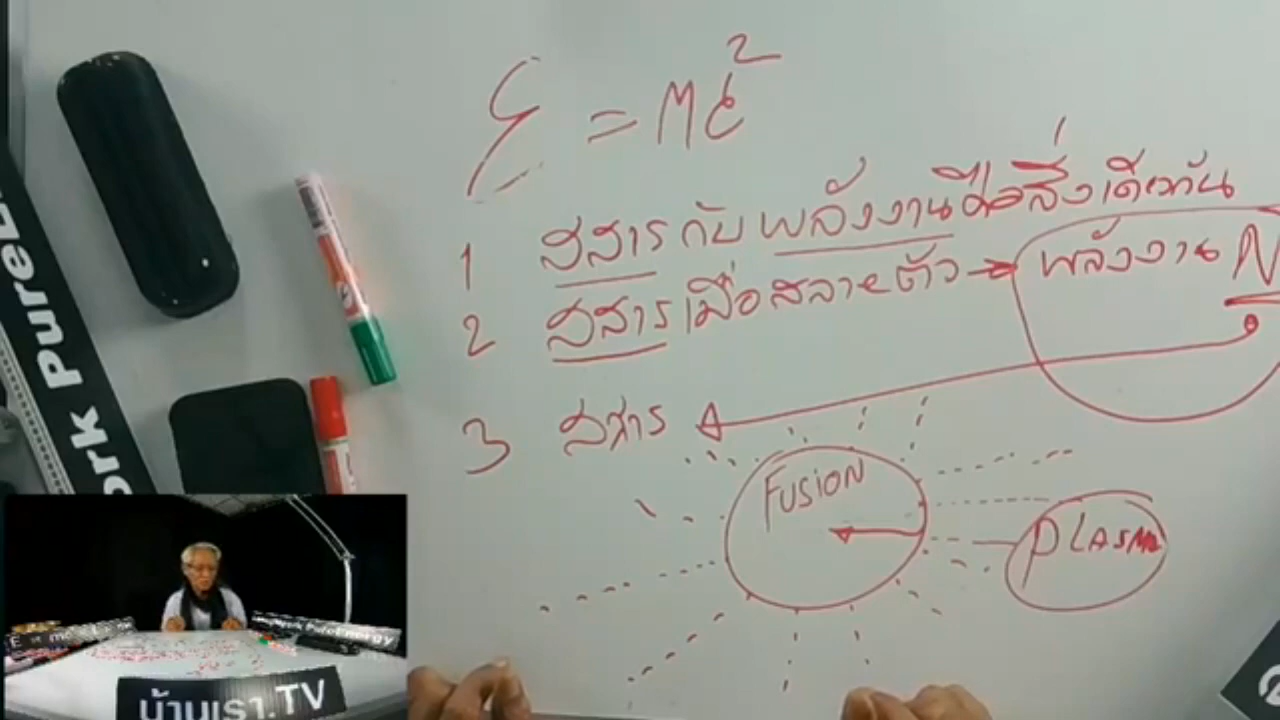 E = MC²
1 สสารกับพลังงานคือสิ่งเดียวกัน
2 สสารเมื่อสลายตัว → พลังงาน N
3 สสาร
FUSION
PLASMA
ork PureL
บ้านเรา.TV